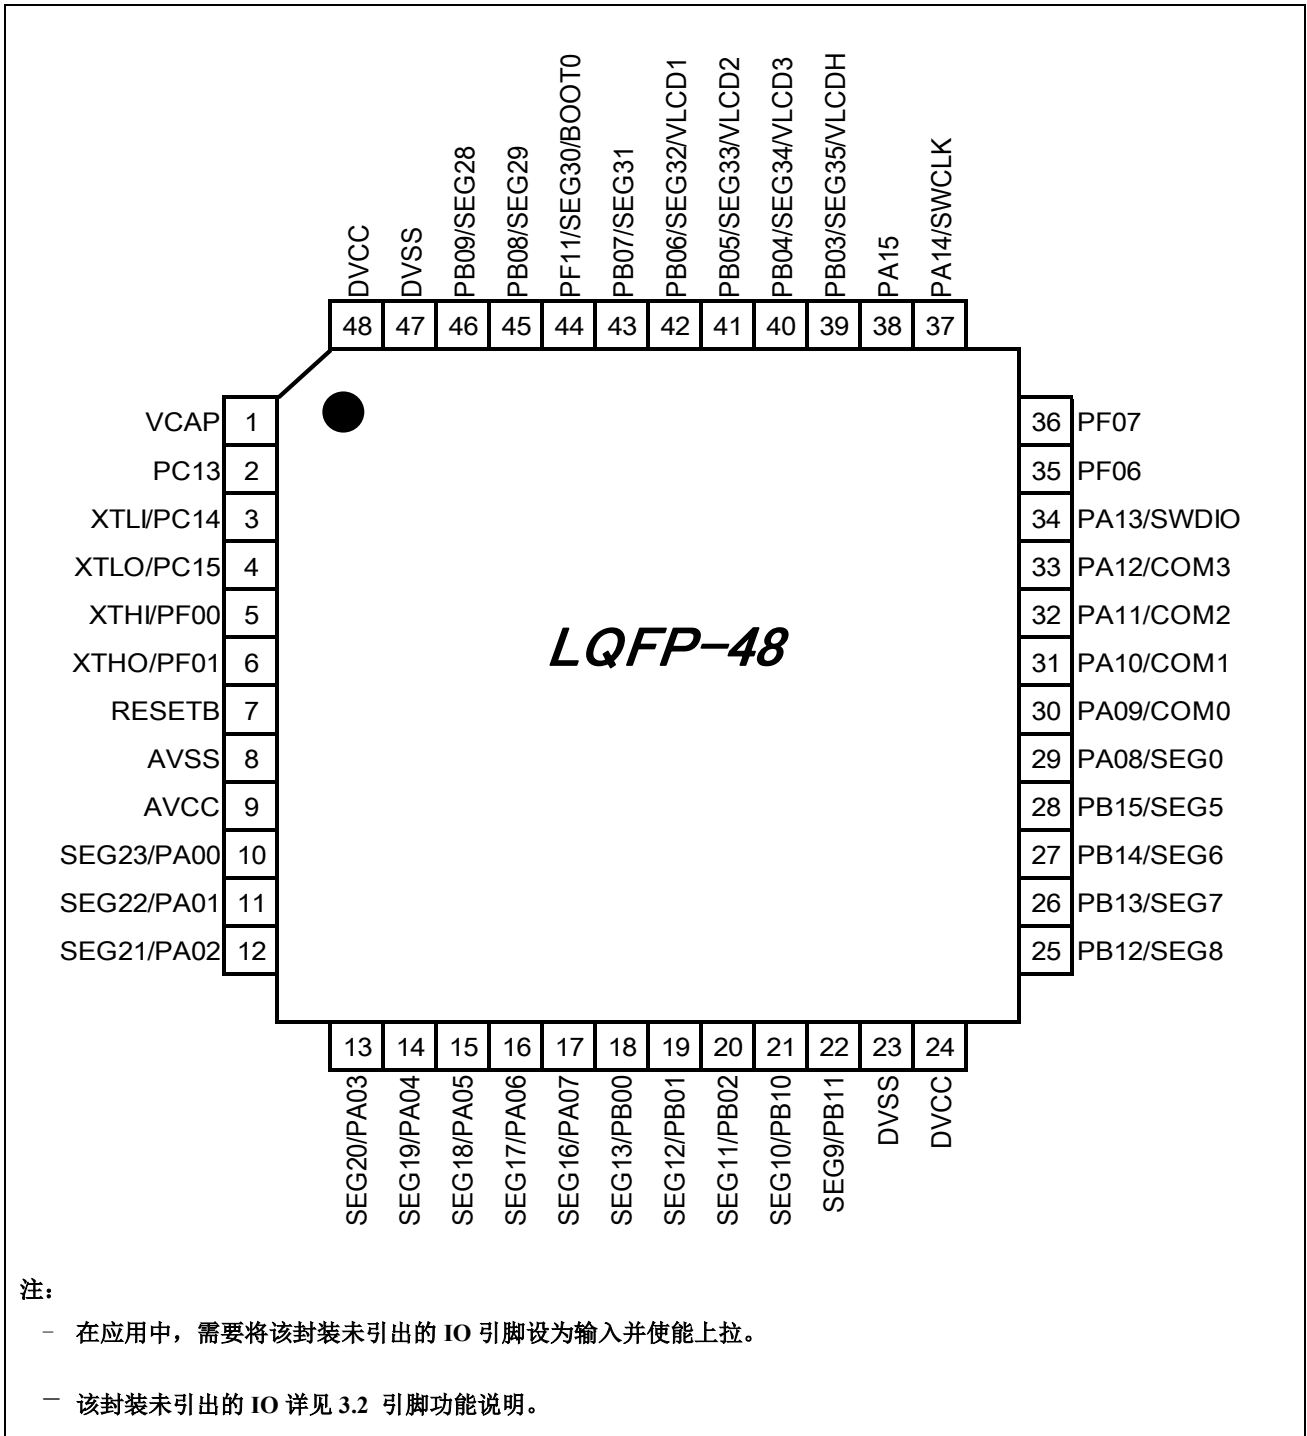 DVCC
DVSS
PB09/SEG28
PB08/SEG29
PF11/SEG30/BOOT0
PB07/SEG31
PB06/SEG32/VLCD1
PB05/SEG33/VLCD2
PB04/SEG34/VLCD3
PB03/SEG35/VLCDH
PA15
PA14/SWCLK
48 47 46 45 44 43 42 41 40 39 38 37
VCAP 1
PC13 2
XTLI/PC14 3
XTLO/PC15 4
XTHI/PF00 5
XTHO/PF01 6
RESETB 7
AVSS 8
AVCC 9
SEG23/PA00 10
SEG22/PA01 11
SEG21/PA02 12
LQFP-48
36 PF07
35 PF06
34 PA13/SWDIO
33 PA12/COM3
32 PA11/COM2
31 PA10/COM1
30 PA09/COM0
29 PA08/SEG0
28 PB15/SEG5
27 PB14/SEG6
26 PB13/SEG7
25 PB12/SEG8
13 14 15 16 17 18 19 20 21 22 23 24
SEG20/PA03
SEG19/PA04
SEG18/PA05
SEG17/PA06
SEG16/PA07
SEG13/PB00
SEG12/PB01
SEG11/PB02
SEG10/PB10
SEG9/PB11
DVSS
DVCC
注：
－ 在应用中，需要将该封装未引出的 IO 引脚设为输入并使能上拉。
－ 该封装未引出的 IO 详见 3.2 引脚功能说明。